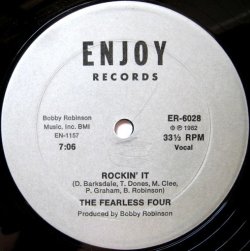 ENJOY
RECORDS
Bobby Robinson
Music, Inc. BMI
EN-1157
7:06
ER-6028
© ℗ 1982
33⅓ RPM
Vocal
ROCKIN' IT
(D. Barksdale, T. Dones, M. Clee,
P. Graham, B. Robinson)
THE FEARLESS FOUR
Produced by Bobby Robinson